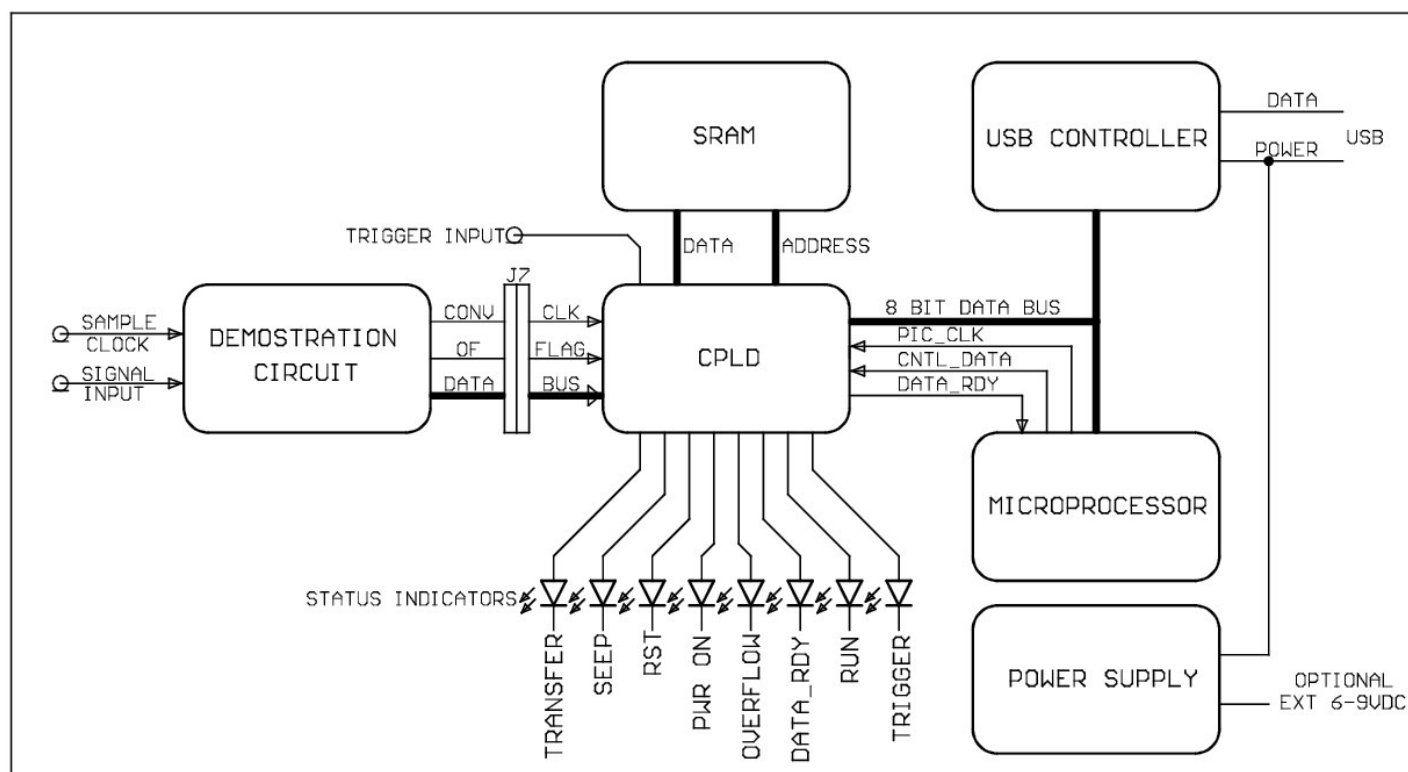 SRAM
USB CONTROLLER
DATA
USB
POWER
TRIGGER INPUT
DATA
ADDRESS
J7
SAMPLE
CLOCK
SIGNAL
INPUT
DEMOSTRATION
CIRCUIT
CONV
CLK
OF
FLAG
DATA
BUS
CPLD
8 BIT DATA BUS
PIC_CLK
CNTL_DATA
DATA_RDY
MICROPROCESSOR
STATUS INDICATORS
TRANSFER
SEEP
RST
PWR ON
OVERFLOW
DATA_RDY
RUN
TRIGGER
POWER SUPPLY
OPTIONAL
EXT 6-9VDC